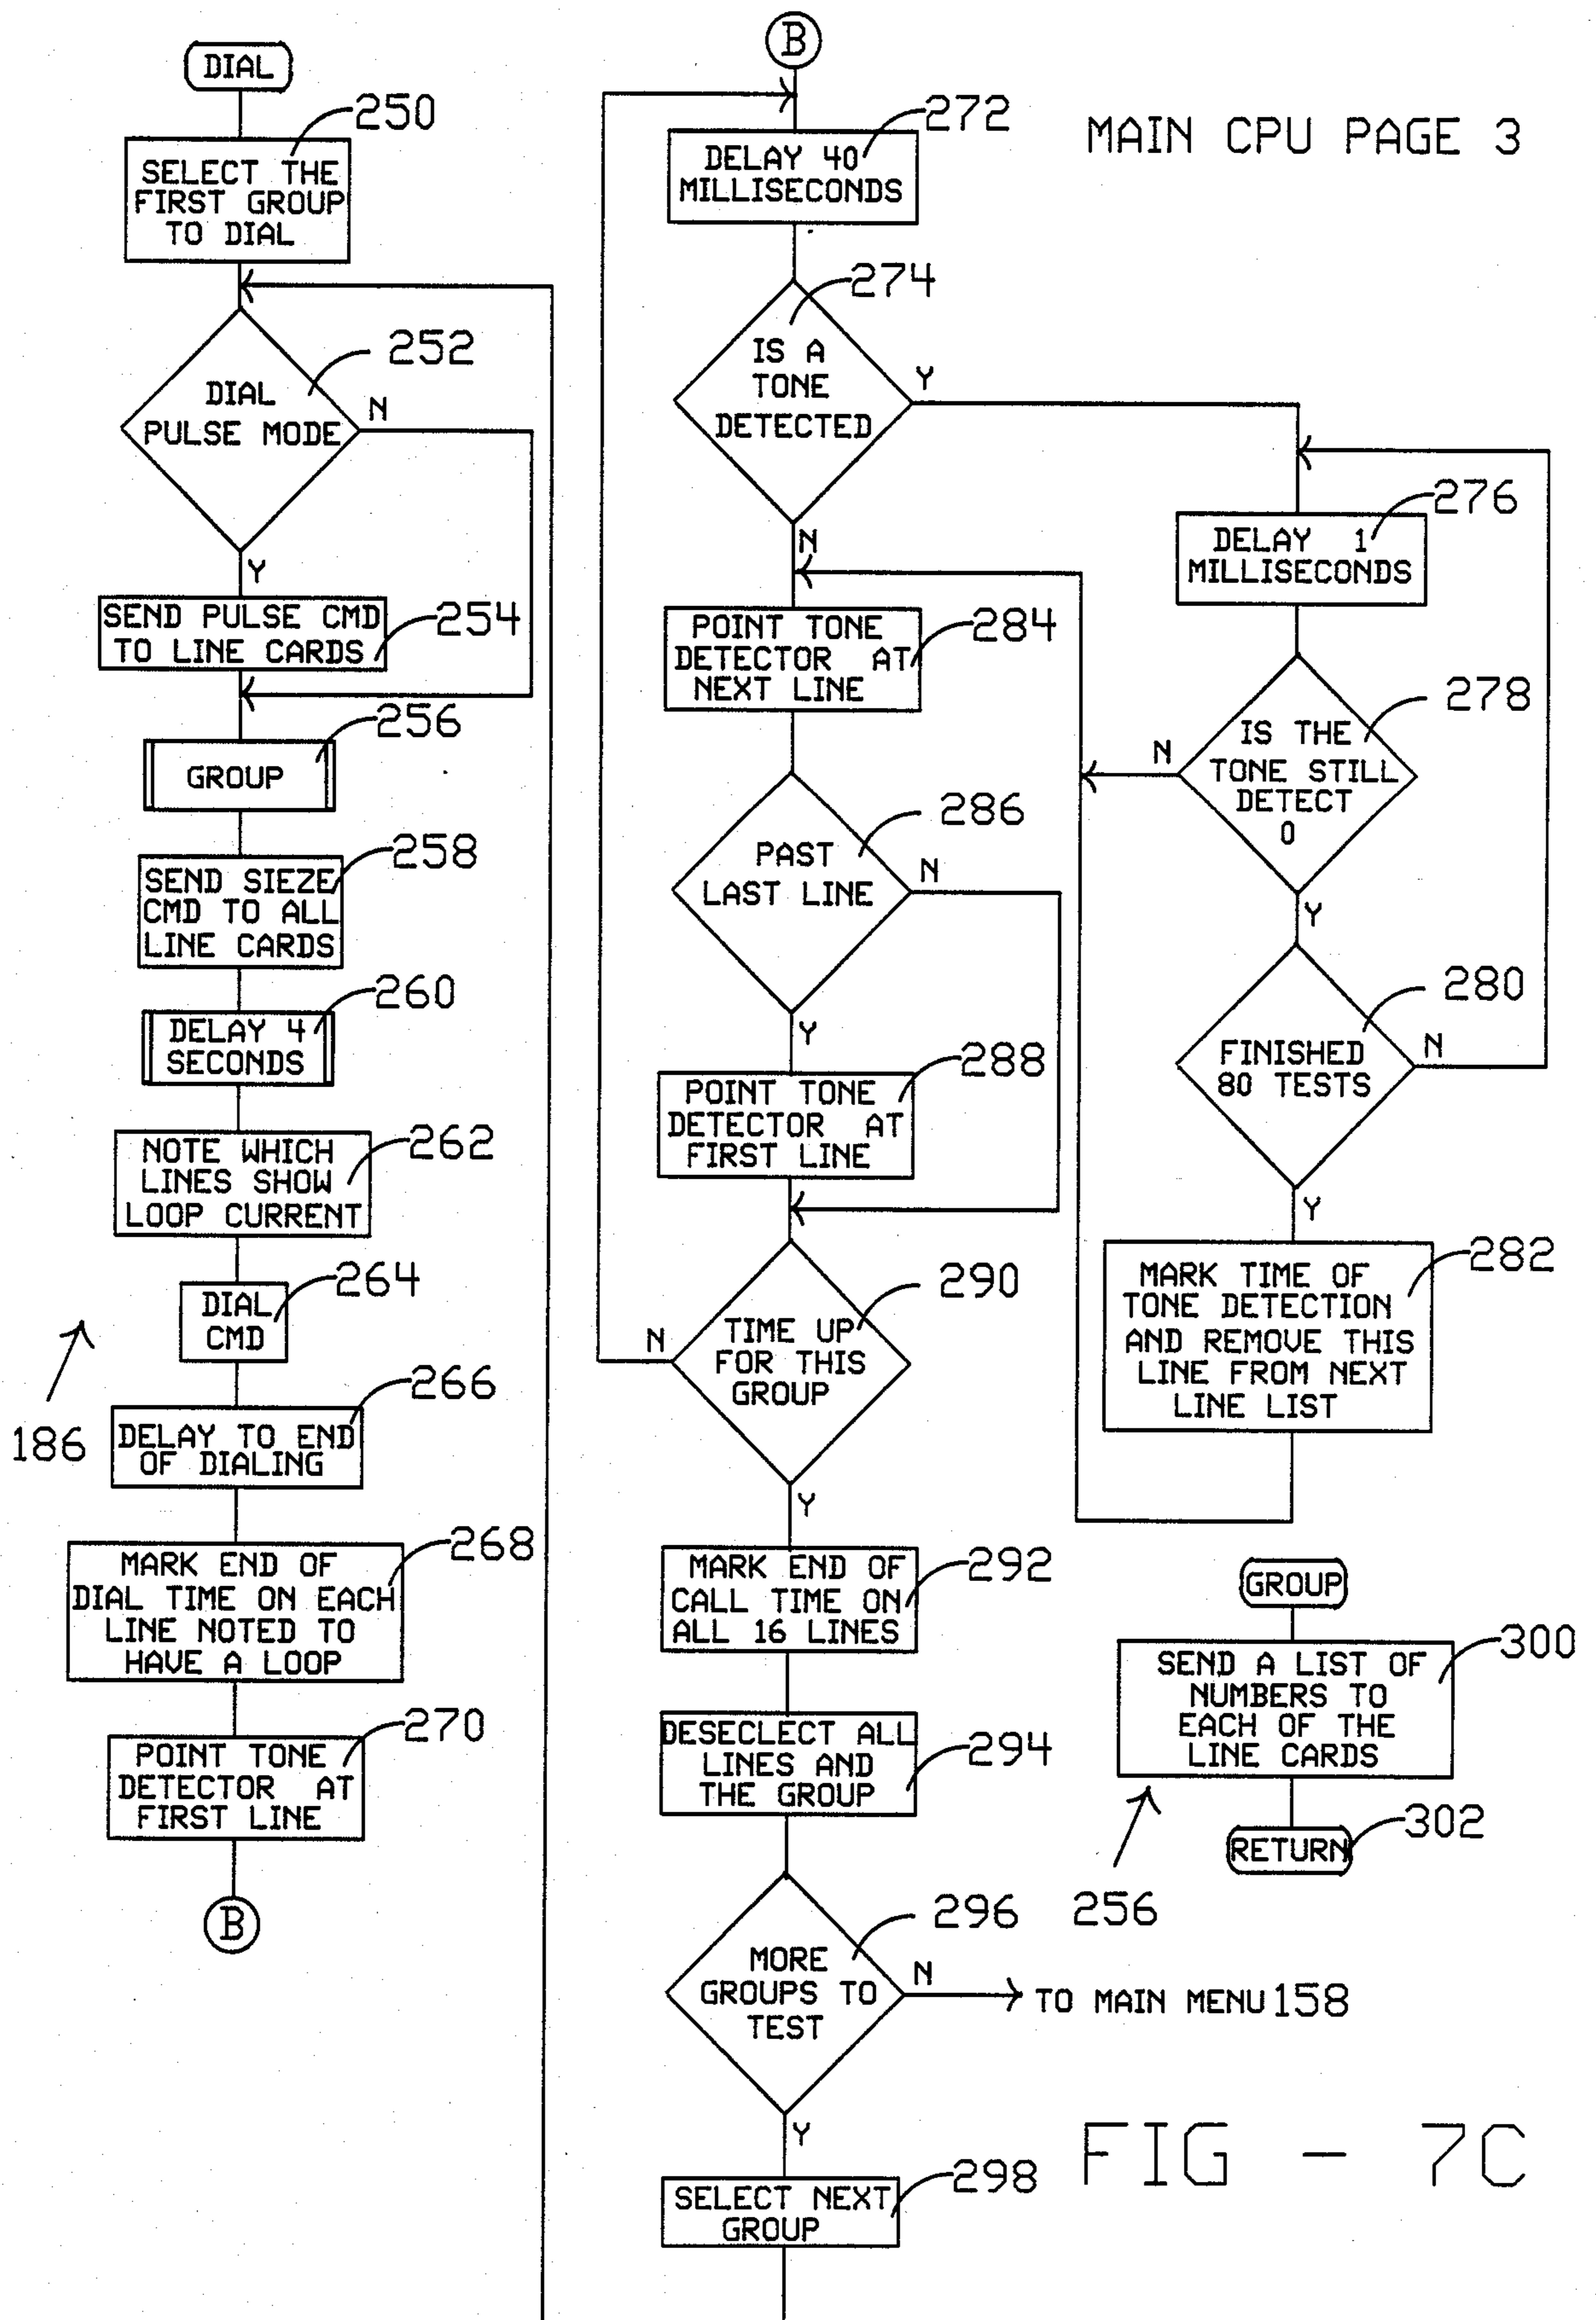 DIAL
250
SELECT THE
FIRST GROUP
TO DIAL
252
DIAL
PULSE MODE
N
Y
SEND PULSE CMD
TO LINE CARDS
254
256
GROUP
258
SEND SIEZE
CMD TO ALL
LINE CARDS
260
DELAY 4
SECONDS
262
NOTE WHICH
LINES SHOW
LOOP CURRENT
264
DIAL
CMD
186
266
DELAY TO END
OF DIALING
268
MARK END OF
DIAL TIME ON EACH
LINE NOTED TO
HAVE A LOOP
270
POINT TONE
DETECTOR AT
FIRST LINE
B
B
MAIN CPU PAGE 3
272
DELAY 40
MILLISECONDS
274
IS A
TONE
DETECTED
Y
N
284
POINT TONE
DETECTOR AT
NEXT LINE
286
PAST
LAST LINE
N
Y
288
POINT TONE
DETECTOR AT
FIRST LINE
290
TIME UP
FOR THIS
GROUP
N
Y
292
MARK END OF
CALL TIME ON
ALL 16 LINES
294
DESECLECT ALL
LINES AND
THE GROUP
296
MORE
GROUPS TO
TEST
N
TO MAIN MENU 158
Y
298
SELECT NEXT
GROUP
276
DELAY 1
MILLISECONDS
278
IS THE
TONE STILL
DETECT
0
N
Y
280
FINISHED
80 TESTS
N
Y
282
MARK TIME OF
TONE DETECTION
AND REMOVE THIS
LINE FROM NEXT
LINE LIST
GROUP
300
SEND A LIST OF
NUMBERS TO
EACH OF THE
LINE CARDS
302
RETURN
256
FIG - 7C